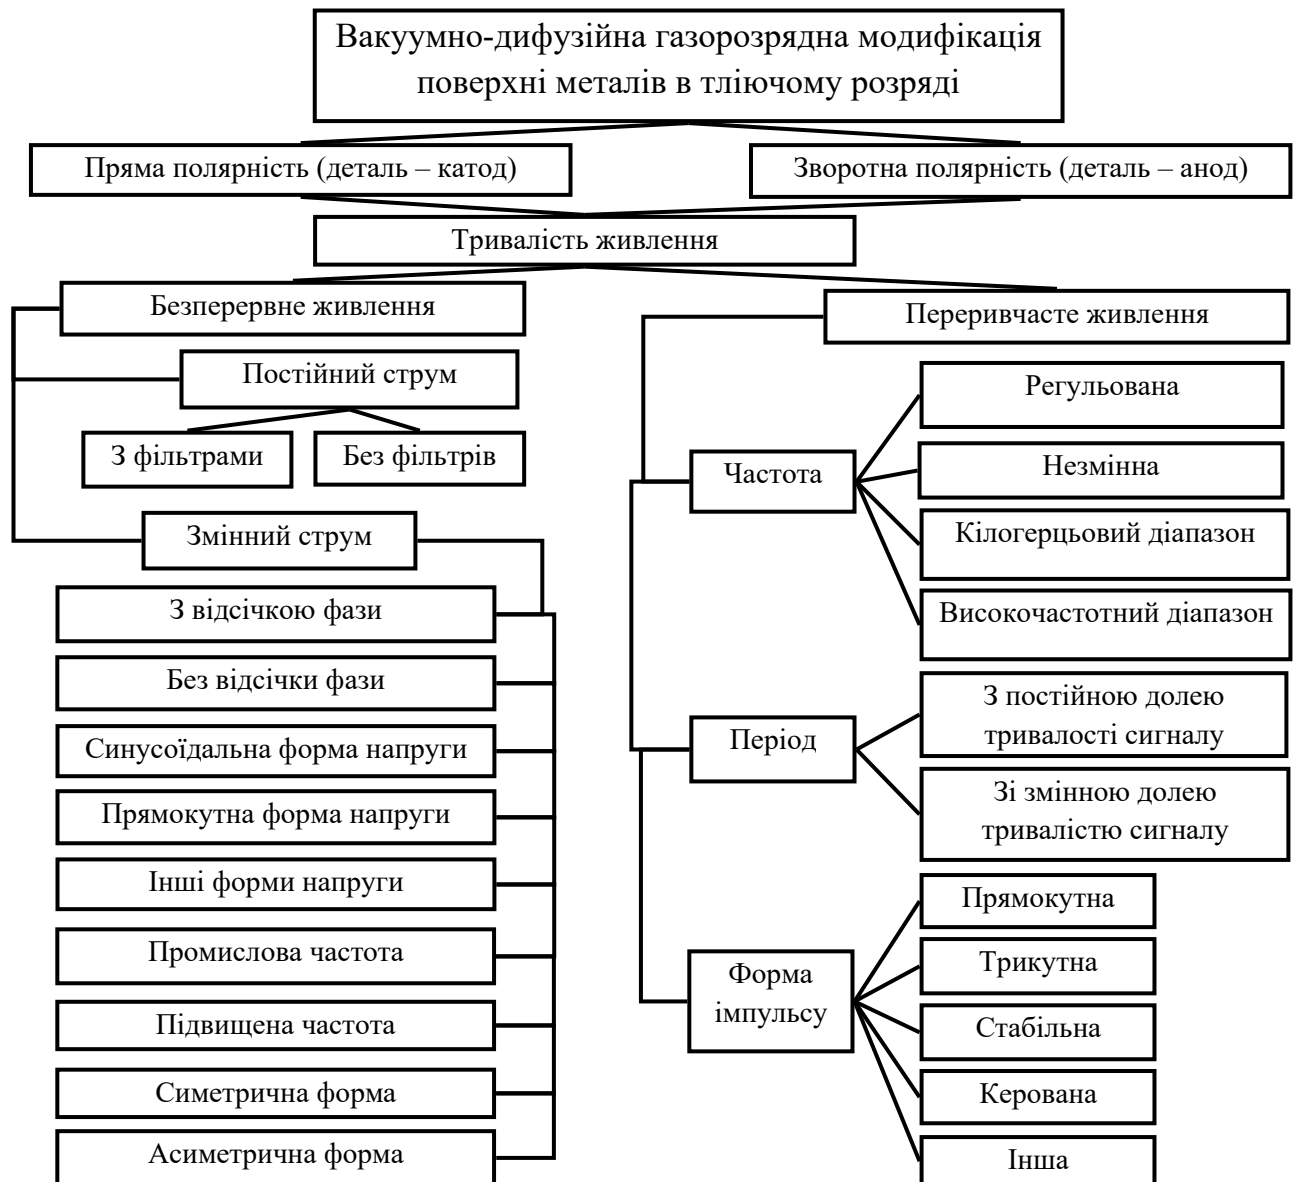 Вакуумно-дифузійна газорозрядна модифікація
поверхні металів в тліючому розряді
Пряма полярність (деталь – катод)
Зворотна полярність (деталь – анод)
Тривалість живлення
Безперервне живлення
Постійний струм
З фільтрами
Без фільтрів
Змінний струм
З відсічкою фази
Без відсічки фази
Синусоїдальна форма напруги
Прямокутна форма напруги
Інші форми напруги
Промислова частота
Підвищена частота
Симетрична форма
Асиметрична форма
Переривчасте живлення
Частота
Регульована
Незмінна
Кілогерцьовий діапазон
Високочастотний діапазон
Період
З постійною долею
тривалості сигналу
Зі змінною долею
тривалістю сигналу
Форма
імпульсу
Прямокутна
Трикутна
Стабільна
Керована
Інша